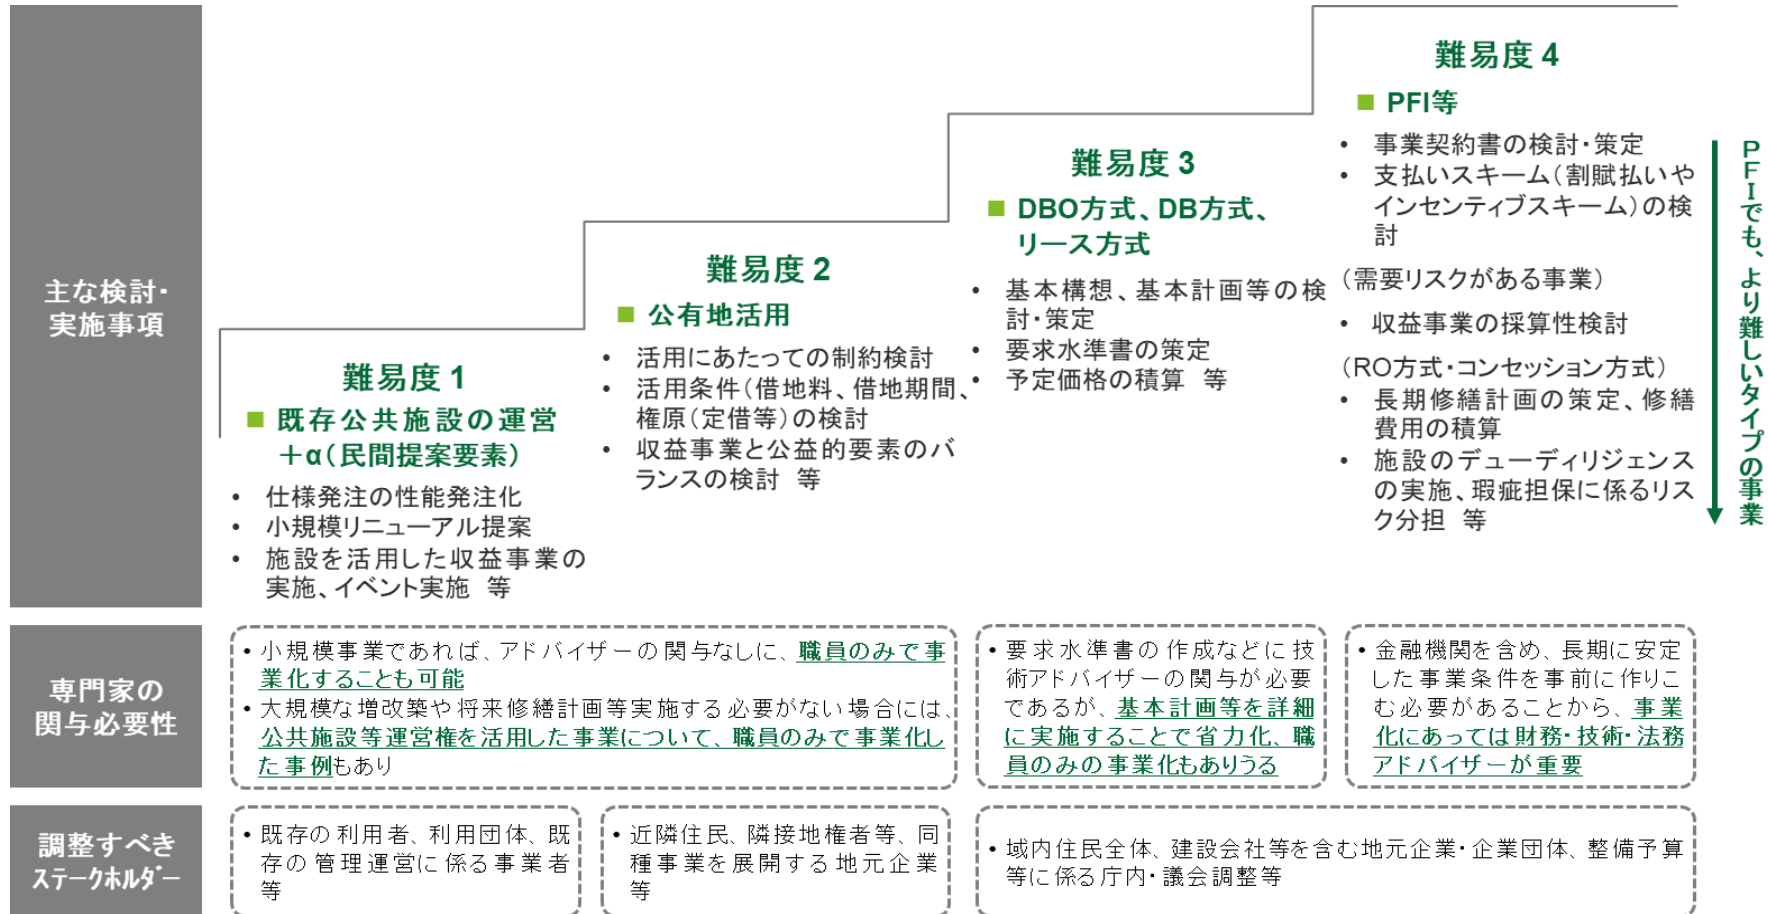 主な検討・
実施事項
難易度 1
■ 既存公共施設の運営
＋α（民間提案要素）
• 仕様発注の性能発注化
• 小規模リニューアル提案
• 施設を活用した収益事業の
実施、イベント実施　等
難易度 2
■ 公有地活用
• 活用にあたっての制約検討
• 活用条件（借地料、借地期間、
権原（定借等）の検討
• 収益事業と公益的要素のバ
ランスの検討　等
難易度 3
■ DBO方式、DB方式、
リース方式
• 基本構想、基本計画等の検
討・策定
• 要求水準書の策定
• 予定価格の積算　等
難易度 4
■ PFI等
• 事業契約書の検討・策定
• 支払いスキーム（割賦払いや
インセンティブスキーム）の検
討
（需要リスクがある事業）
• 収益事業の採算性検討
（RO方式・コンセッション方式）
• 長期修繕計画の策定、修繕
費用の積算
• 施設のデューディリジェンス
の実施、瑕疵担保に係るリス
ク分担　等
PFIでも、より難しいタイプの事業
専門家の
関与必要性
• 小規模事業であれば、アドバイザーの関与なしに、職員のみで事
業化することも可能
• 大規模な増改築や将来修繕計画等実施する必要がない場合には、
公共施設等運営権を活用した事業について、職員のみで事業化し
た事例もあり
• 要求水準書の作成などに技
術アドバイザーの関与が必要
であるが、基本計画等を詳細
に実施することで省力化、職
員のみの事業化もありうる
• 金融機関を含め、長期に安定
した事業条件を事前に作りこ
む必要があることから、事業
化にあっては財務・技術・法務
アドバイザーが重要
調整すべき
ステークホルダー
• 既存の利用者、利用団体、既
存の管理運営に係る事業者
等
• 近隣住民、隣接地権者等、同
種事業を展開する地元企業
等
• 域内住民全体、建設会社等を含む地元企業・企業団体、整備予算
等に係る庁内・議会調整等